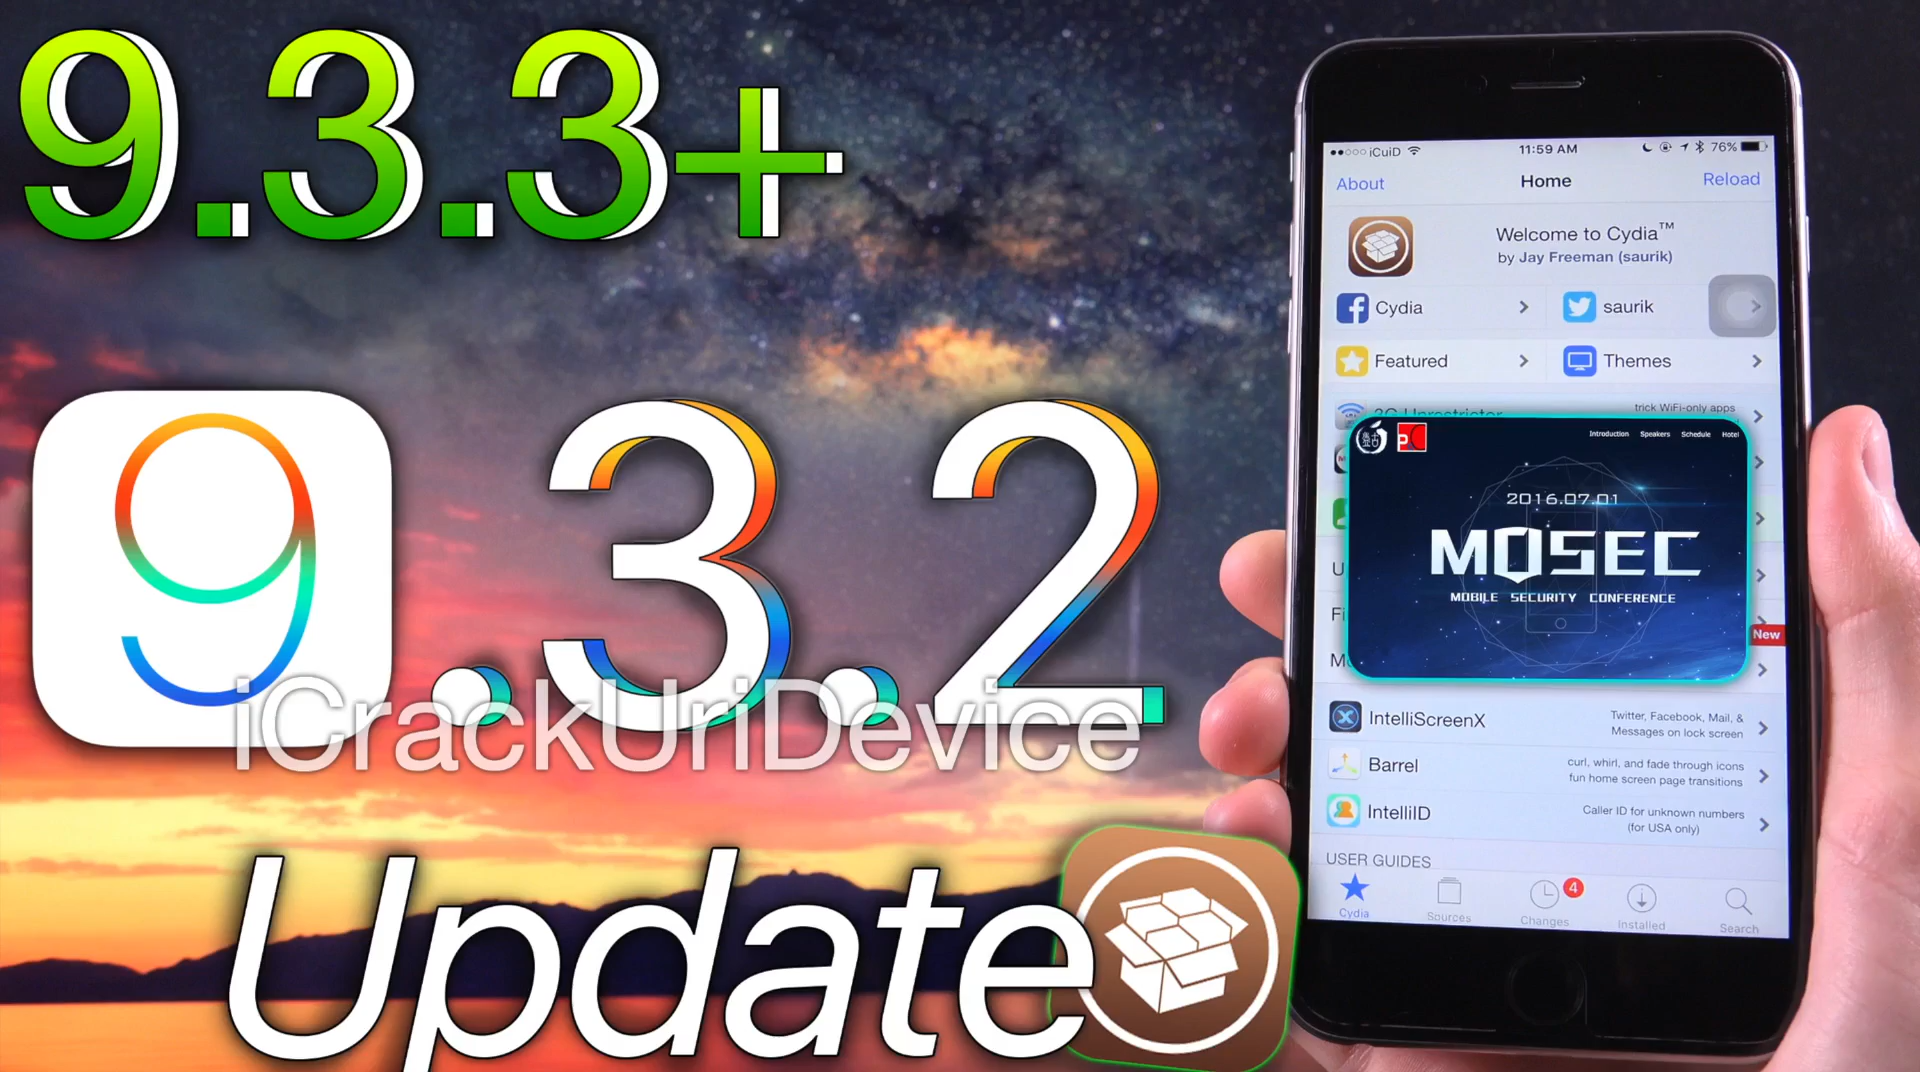 9.3.3+
9.3.2
iCrackUriDevice
Update
iCuiD
11:59 AM
76%
About
Home
Reload
Welcome to Cydia™
by Jay Freeman (saurik)
Cydia
saurik
Featured
Themes
3G Unrestrictor
trick WiFi-only apps
Introduction Speakers Schedule Hotel
2016.07.01
MOSEC
MOBILE SECURITY CONFERENCE
New
IntelliScreenX
Twitter, Facebook, Mail, &
Messages on lock screen
Barrel
curl, whirl, and fade through icons
fun home screen page transitions
IntelliID
Caller ID for unknown numbers
(for USA only)
USER GUIDES
4
Cydia
Sources
Changes
Installed
Search